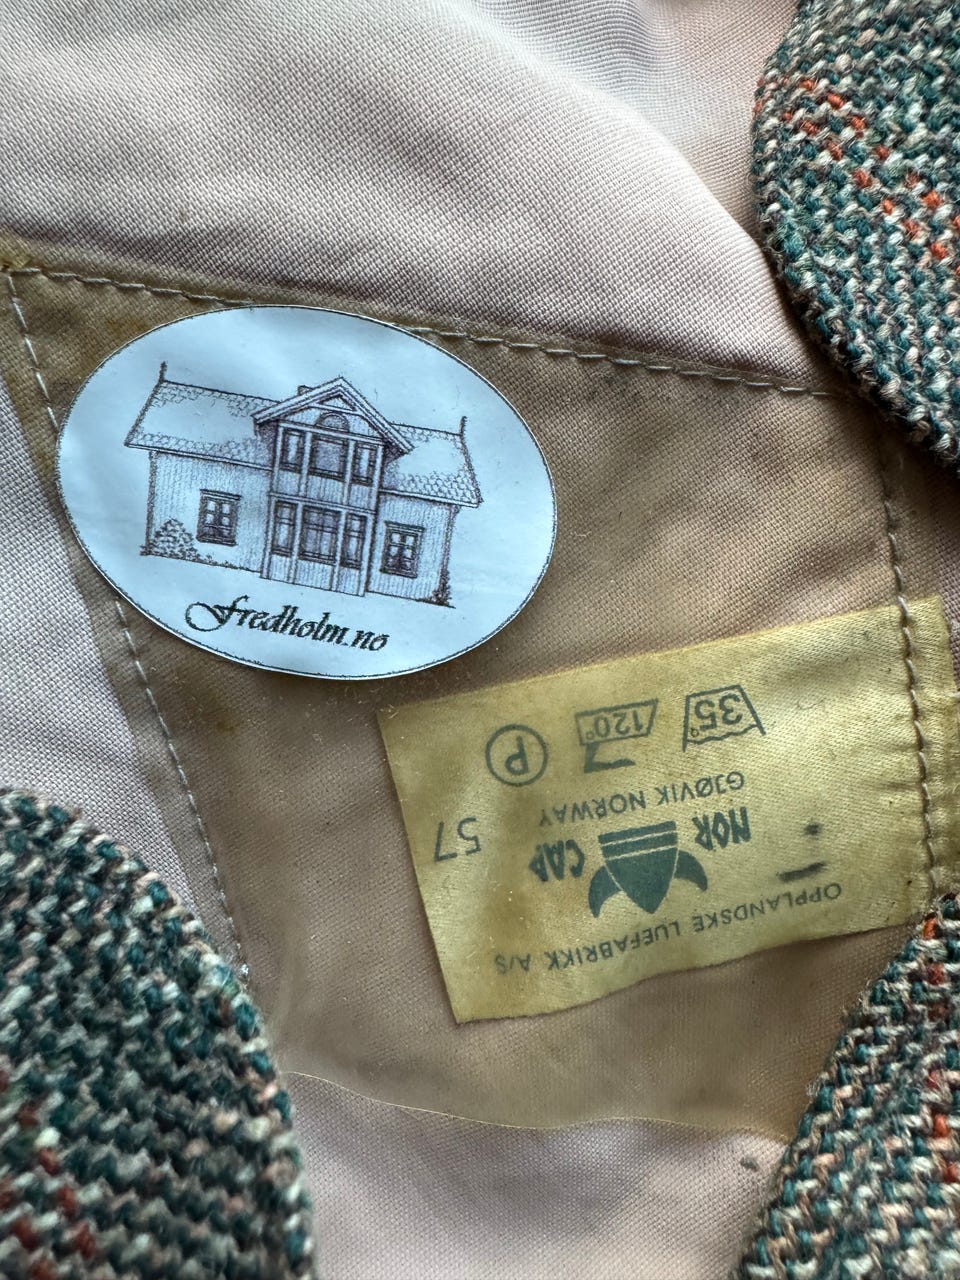 Fredholm.no
OPPLANDSKE LUEFABRIKK A/S
NOR CAP
GJØVIK NORWAY
57
35° 120° P